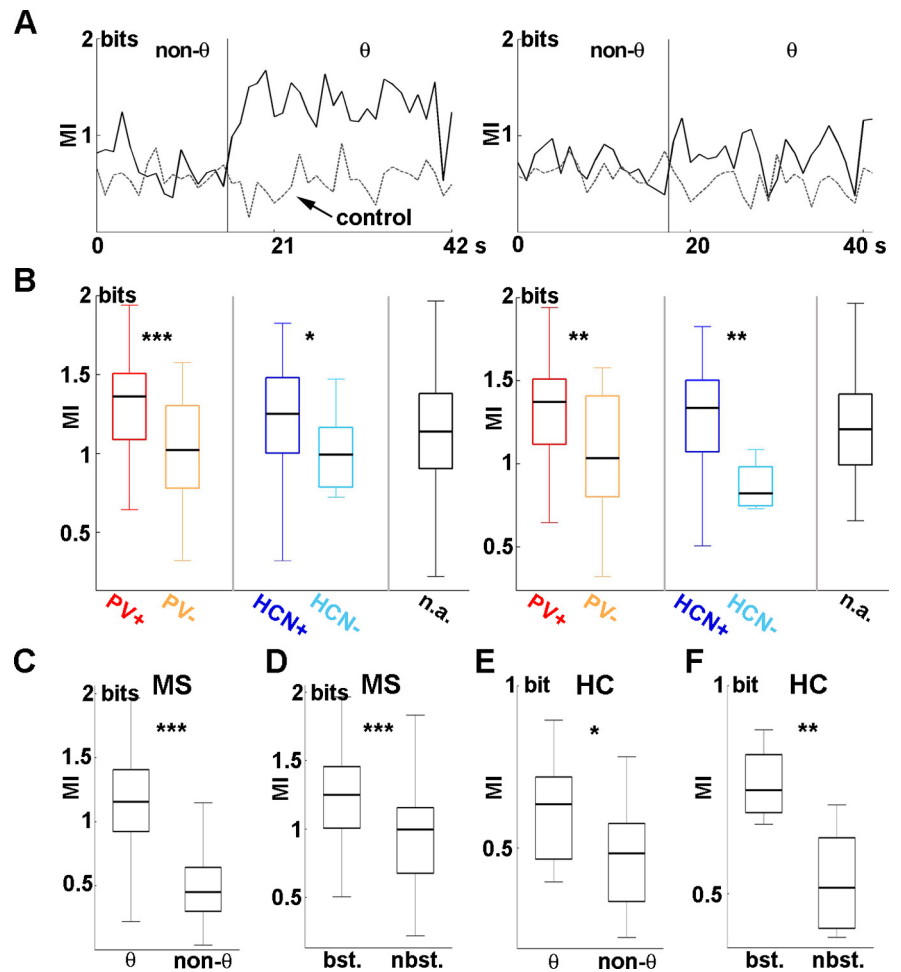 A
2 bits
non-θ
θ
1
MI
control
0
21
42 s
2 bits
non-θ
θ
1
MI
0
20
40 s
B
2 bits
***
*
1.5
MI
1
0.5
PV+
PV-
HCN+
HCN-
n.a.
2 bits
**
**
1.5
MI
1
0.5
PV+
PV-
HCN+
HCN-
n.a.
C
MS
2 bits
***
1.5
MI
1
0.5
θ
non-θ
D
MS
2 bits
***
1.5
MI
1
0.5
bst.
nbst.
E
HC
1 bit
*
MI
0.5
θ
non-θ
F
HC
1 bit
**
MI
0.5
bst.
nbst.